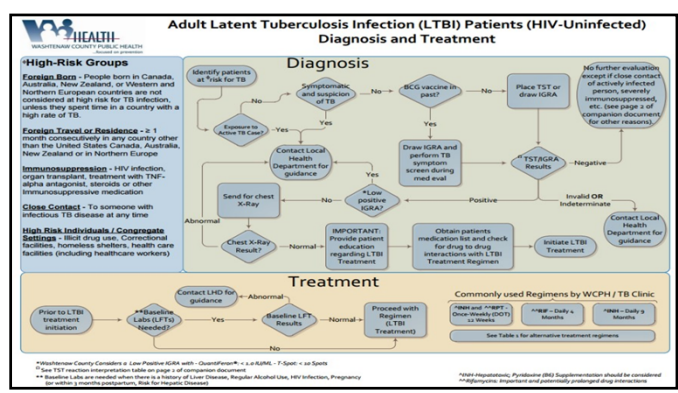 HEALTH
WASHTENAW COUNTY PUBLIC HEALTH
...focused on prevention
Adult Latent Tuberculosis Infection (LTBI) Patients (HIV-Uninfected)
Diagnosis and Treatment
*High-Risk Groups
Foreign Born - People born in Canada,
Australia, New Zealand, or Western and
Northern European countries are not
considered at high risk for TB infection,
unless they spent time in a country with a
high rate of TB.
Foreign Travel or Residence - ≥ 1
month consecutively in any country other
than the United States Canada, Australia,
New Zealand or in Northern Europe
Immunosuppression - HIV infection,
organ transplant, treatment with TNF-
alpha antagonist, steroids or other
Immunosuppressive medication
Close Contact - To someone with
infectious TB disease at any time
High Risk Individuals / Congregate
Settings - Illicit drug use, Correctional
facilities, homeless shelters, health care
facilities (including healthcare workers)
Diagnosis
Identify patients
at *risk for TB
Exposure to
Active TB Case?
No
Yes
Symptomatic
and suspicion
of TB
No
Yes
BCG vaccine in
past?
No
Yes
Place TST or
draw IGRA
No further evaluation
except if close contact
of actively infected
person, severely
immunosuppressed,
etc. (see page 2 of
companion document
for other reasons).
Contact Local
Health
Department for
guidance
Draw IGRA and
perform TB
symptom
screen during
med eval
TST/IGRA
Results
Negative
Positive
Invalid OR
Indeterminate
Contact Local
Health
Department for
guidance
Yes
*Low
positive
IGRA?
No
Send for chest
X-Ray
Abnormal
Chest X-Ray
Result?
Normal
IMPORTANT:
Provide patient
education
regarding LTBI
Treatment
Obtain patients
medication list and check
for drug to drug
interactions with LTBI
Treatment Regimen
Initiate LTBI
Treatment
Treatment
Prior to LTBI
treatment
initiation
**Baseline
Labs (LFTs)
Needed?
Yes
No
Contact LHD for
guidance
Abnormal
Baseline LFT
Results
Normal
Proceed with
Regimen
(LTBI
Treatment)
Commonly used Regimens by WCPH / TB Clinic
^INH and ^^RPT -
Once-Weekly (DOT)
12 Weeks
^^RIF – Daily 4
Months
^INH – Daily 9
Months
See Table 1 for alternative treatment regimens
*Washtenaw County Considers a Low Positive IGRA with - QuantiFeron®: < 1.0 IU/ML - T-Spot: < 10 Spots
See TST reaction interpretation table on page 2 of companion document
** Baseline Labs are needed when there is a history of Liver Disease, Regular Alcohol Use, HIV Infection, Pregnancy
(or within 3 months postpartum, Risk for Hepatic Disease)
^INH-Hepatotoxic; Pyridoxine (B6) Supplementation should be considered
^^Rifamycins: Important and potentially prolonged drug interactions